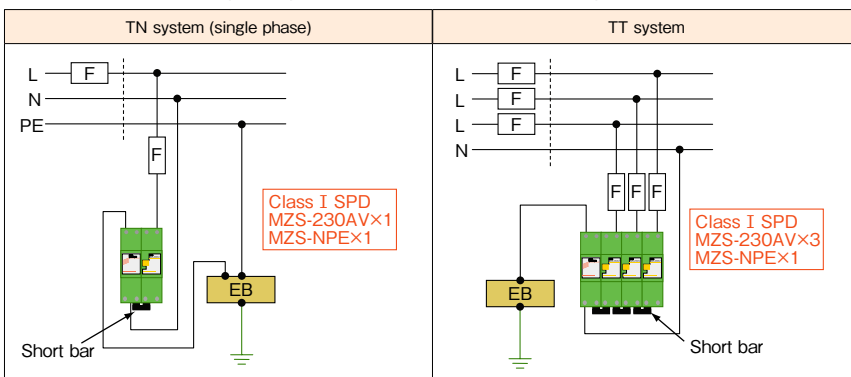 TN system (single phase)
TT system
L
F
N
PE
F
Class I SPD
MZS-230AV×1
MZS-NPE×1
EB
Short bar
L
F
L
F
L
F
N
F
F
F
Class I SPD
MZS-230AV×3
MZS-NPE×1
EB
Short bar